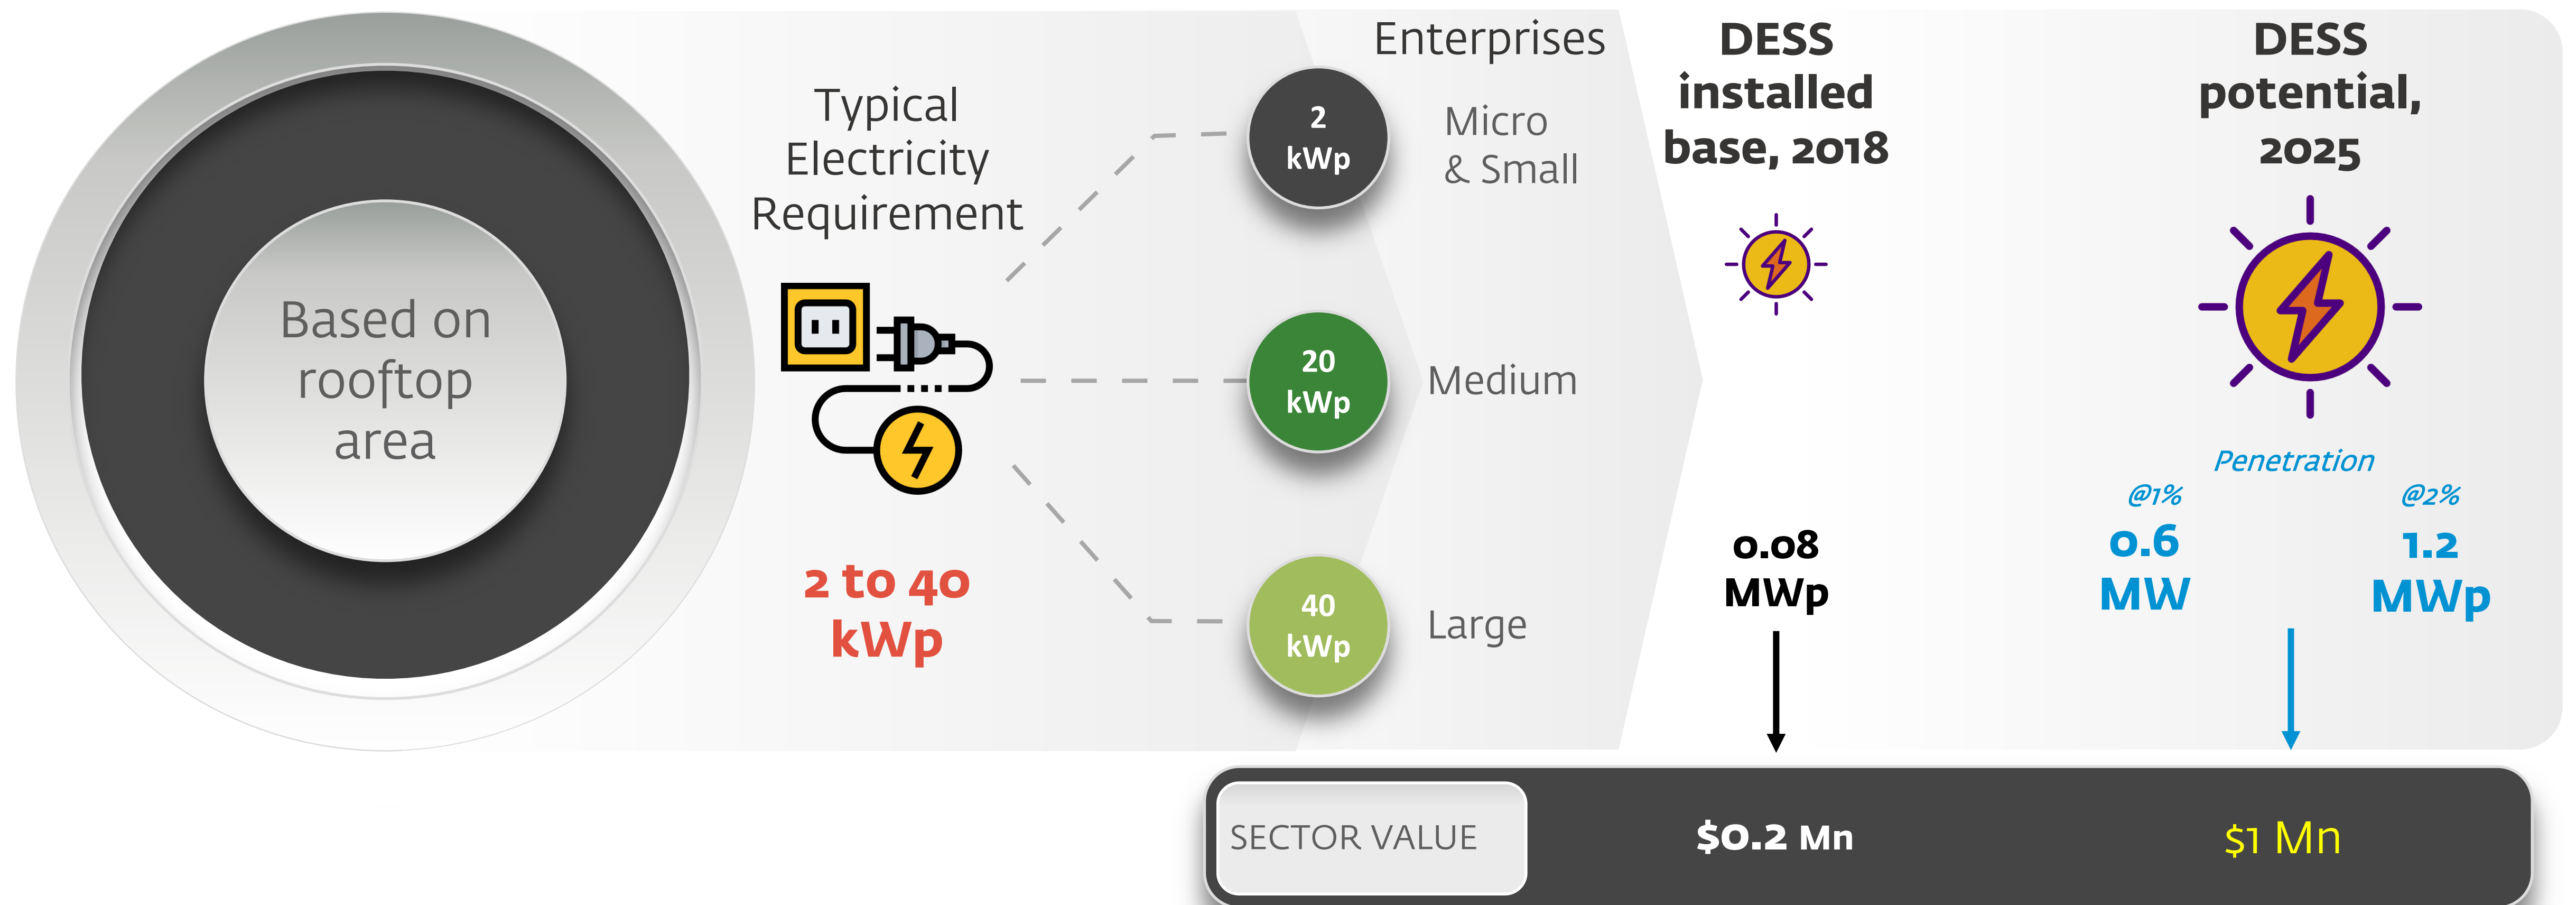 Based on
rooftop
area
Typical
Electricity
Requirement
2 to 40
kWp
Enterprises
2
kWp
Micro
& Small
20
kWp
Medium
40
kWp
Large
DESS
installed
base, 2018
0.08
MWp
DESS
potential,
2025
Penetration
@1%
0.6
MW
@2%
1.2
MWp
SECTOR VALUE
$0.2 Mn
$1 Mn